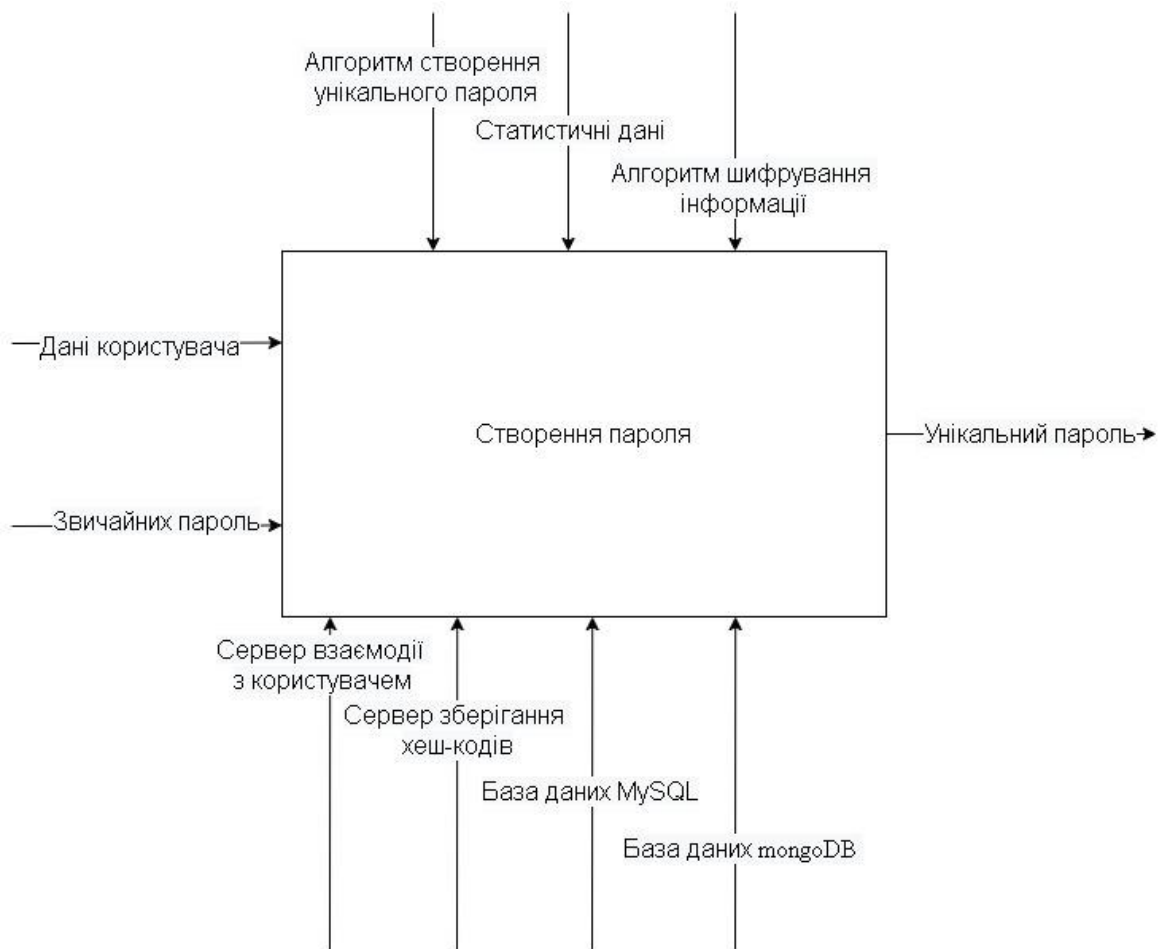 Алгоритм створення
унікального пароля
Статистичні дані
Алгоритм шифрування
інформації
Дані користувача
Створення пароля
Унікальний пароль
Звичайних пароль
Сервер взаємодії
з користувачем
Сервер зберігання
хеш-кодів
База даних MySQL
База даних mongoDB